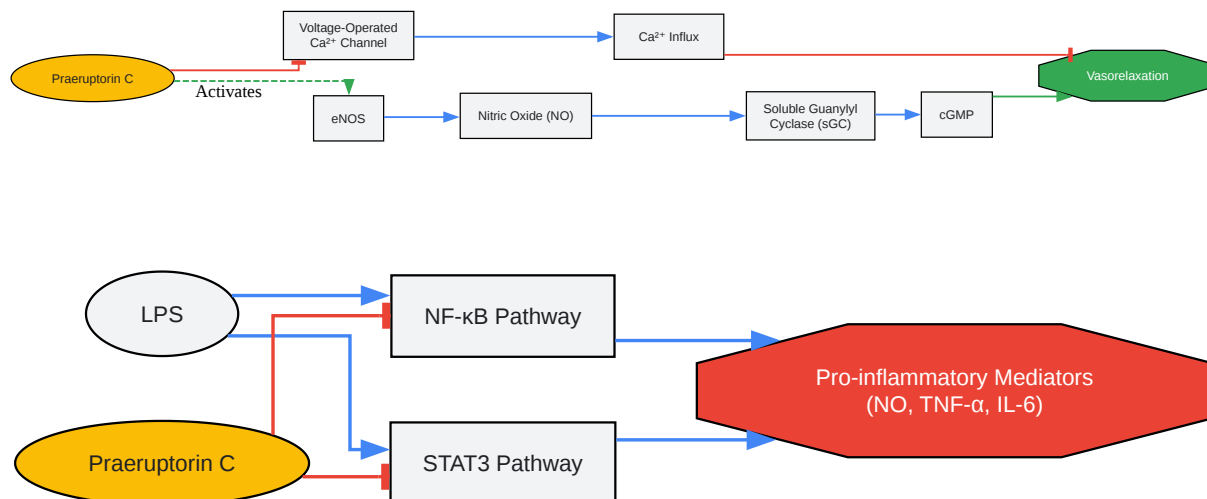 Voltage-Operated
Ca²⁺ Channel
Ca²⁺ Influx
Praeruptorin C
Vasorelaxation
Activates
eNOS
Nitric Oxide (NO)
Soluble Guanylyl
Cyclase (sGC)
cGMP
LPS
NF-κB Pathway
Pro-inflammatory Mediators
(NO, TNF-α, IL-6)
Praeruptorin C
STAT3 Pathway